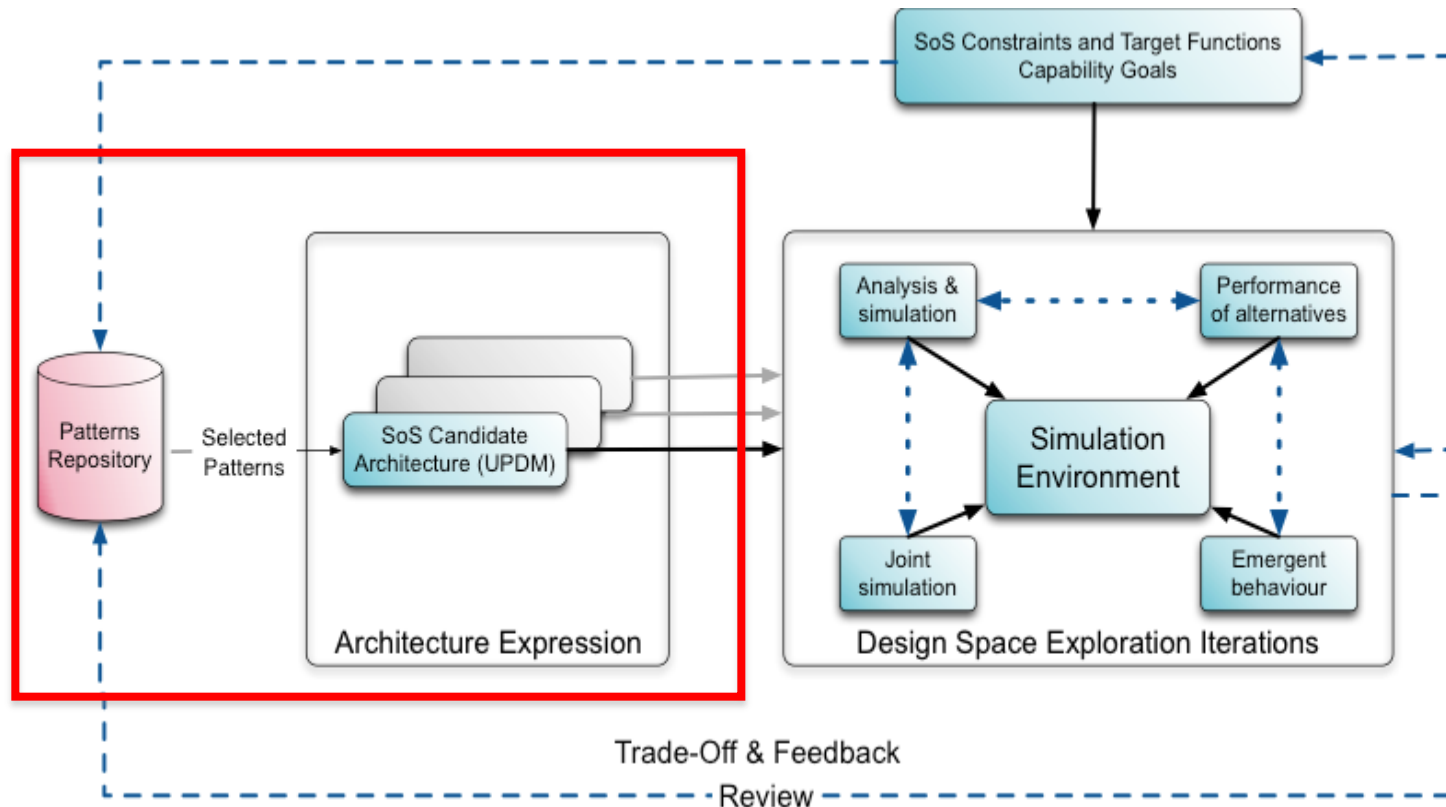 SoS Constraints and Target Functions
Capability Goals
Analysis &
simulation
Performance
of alternatives
Patterns
Repository
Selected
Patterns
SoS Candidate
Architecture (UPDM)
Simulation
Environment
Joint
simulation
Emergent
behaviour
Architecture Expression
Design Space Exploration Iterations
Trade-Off & Feedback
Review